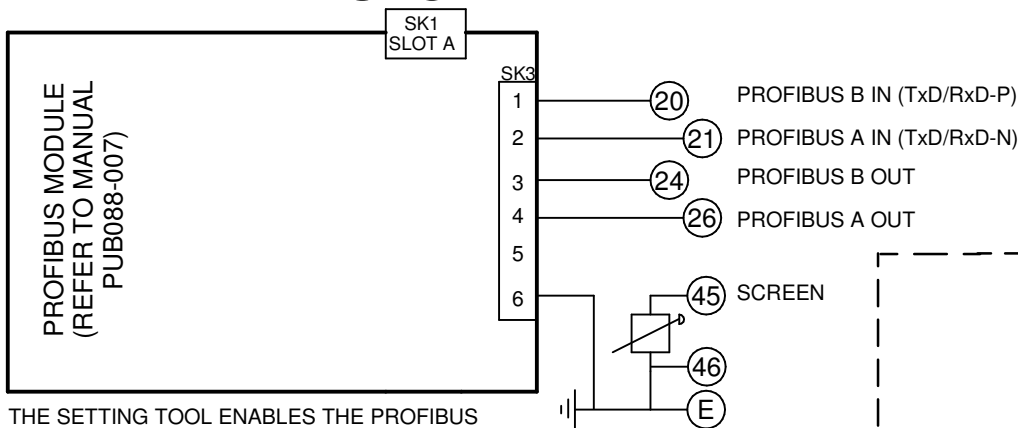 SK1
SLOT A
PROFIBUS MODULE
(REFER TO MANUAL
PUB088-007)
SK3
1
2
3
4
5
6
20 PROFIBUS B IN (TxD/RxD-P)
21 PROFIBUS A IN (TxD/RxD-N)
24 PROFIBUS B OUT
26 PROFIBUS A OUT
45 SCREEN
46
E
THE SETTING TOOL ENABLES THE PROFIBUS